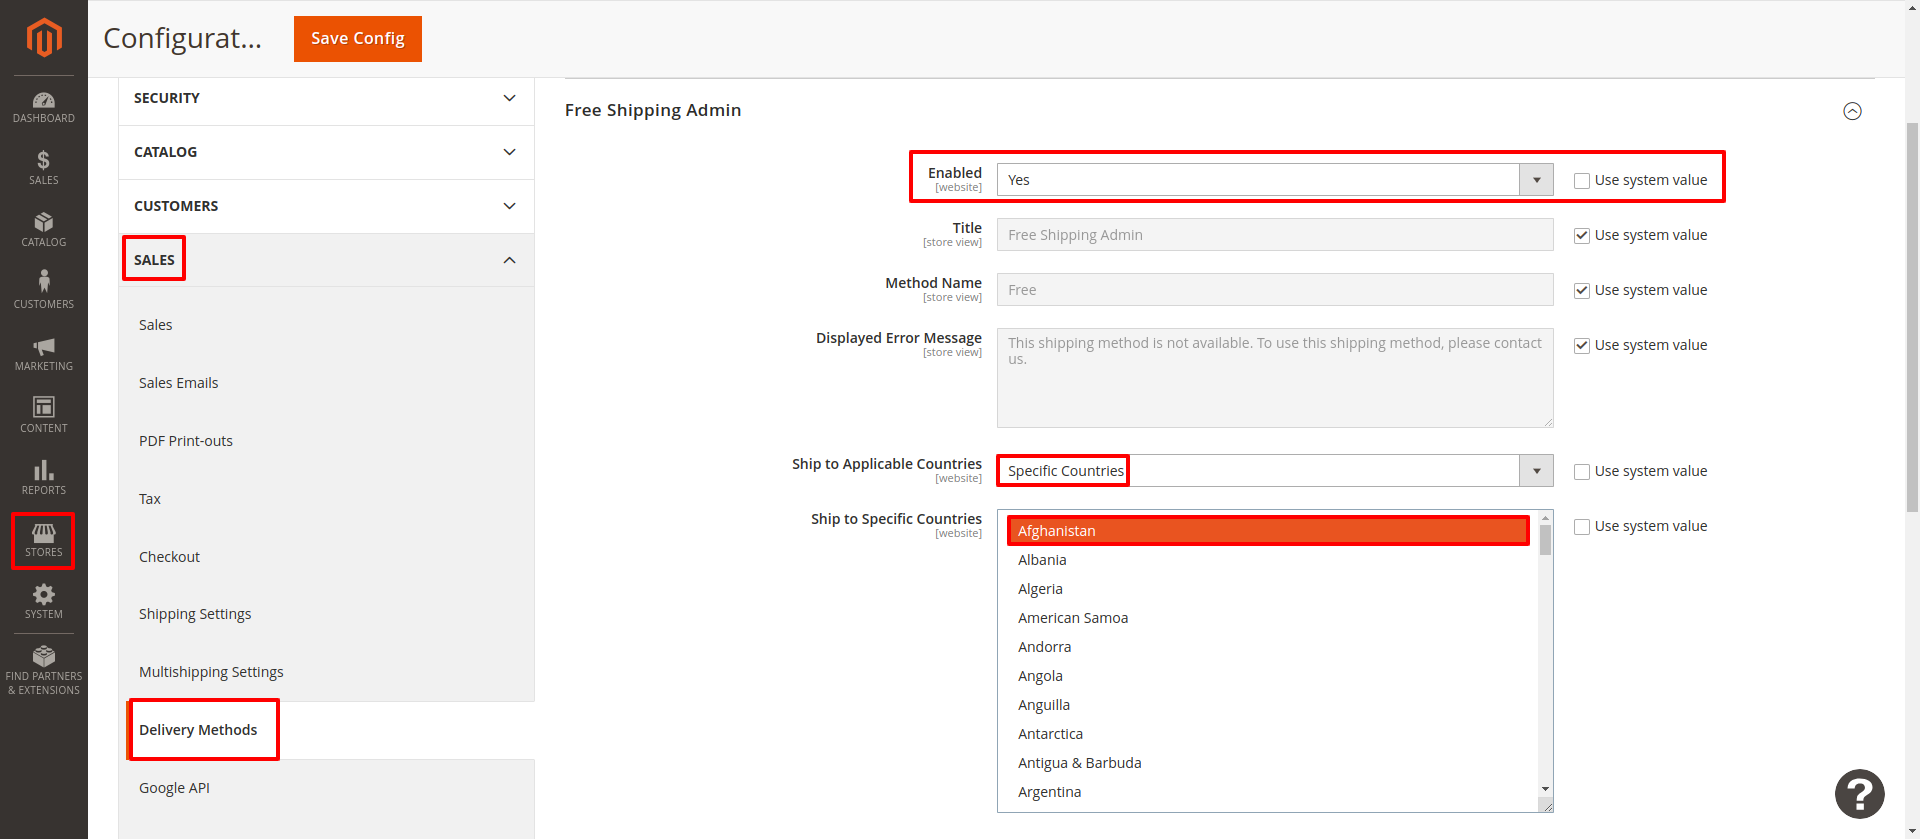 Configurat...
Save Config
DASHBOARD
SALES
CATALOG
CUSTOMERS
MARKETING
CONTENT
REPORTS
STORES
SYSTEM
FIND PARTNERS
& EXTENSIONS
SECURITY
CATALOG
CUSTOMERS
SALES
Sales
Sales Emails
PDF Print-outs
Tax
Checkout
Shipping Settings
Multishipping Settings
Delivery Methods
Google API
Free Shipping Admin
Enabled
[website]
Yes
Use system value
Title
[store view]
Free Shipping Admin
Use system value
Method Name
[store view]
Free
Use system value
Displayed Error Message
[store view]
This shipping method is not available. To use this shipping method, please contact
us.
Use system value
Ship to Applicable Countries
[website]
Specific Countries
Use system value
Ship to Specific Countries
[website]
Afghanistan
Albania
Algeria
American Samoa
Andorra
Angola
Anguilla
Antarctica
Antigua & Barbuda
Argentina
Use system value
?